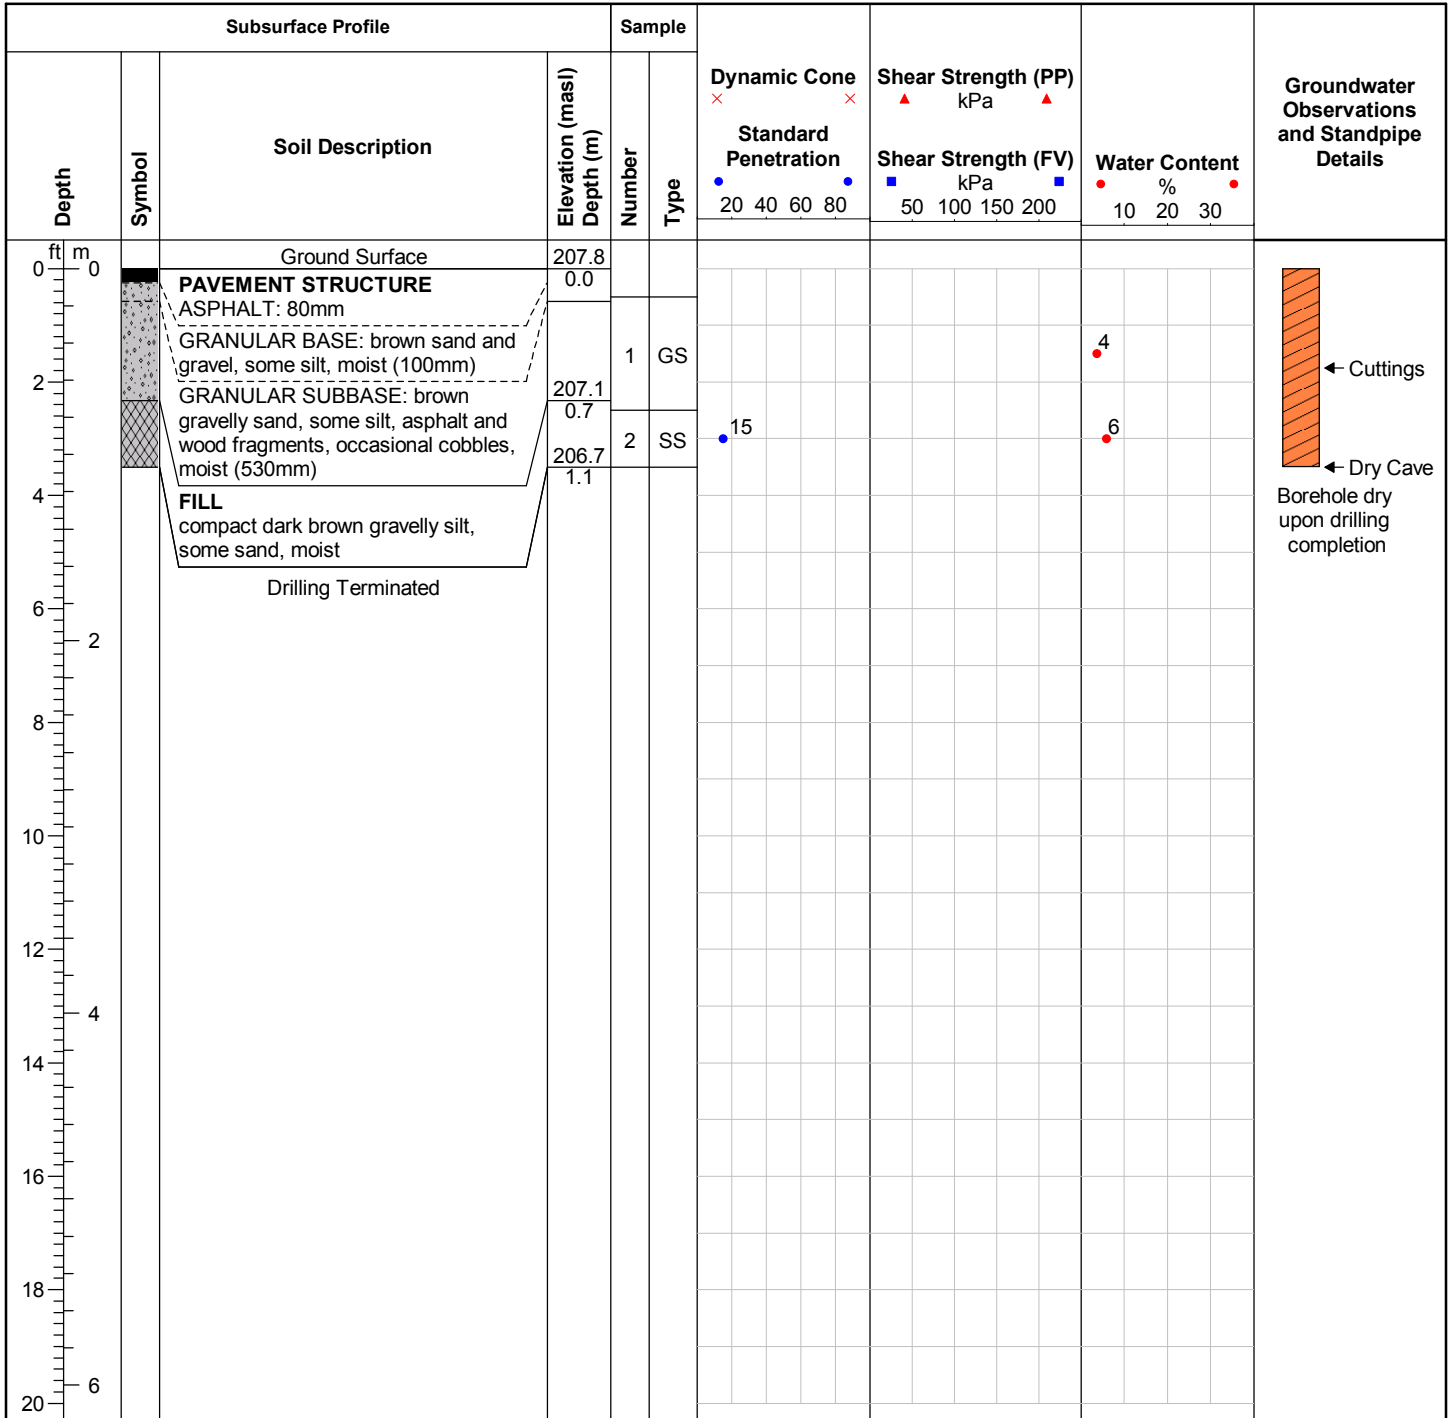 Subsurface Profile
Sample
Depth
Symbol
Soil Description
Elevation (masl)
Depth (m)
Number
Type
Dynamic Cone
Standard
Penetration
20 40 60 80
Shear Strength (PP)
kPa
Shear Strength (FV)
kPa
50 100 150 200
Water Content
%
10 20 30
Groundwater
Observations
and Standpipe
Details
ft m
0 0
2
4
6
2
8
10
12
4
14
16
18
6
20
Ground Surface
207.8
0.0
PAVEMENT STRUCTURE
ASPHALT: 80mm
GRANULAR BASE: brown sand and
gravel, some silt, moist (100mm)
207.1
0.7
GRANULAR SUBBASE: brown
gravelly sand, some silt, asphalt and
wood fragments, occasional cobbles,
moist (530mm)
206.7
1.1
FILL
compact dark brown gravelly silt,
some sand, moist
Drilling Terminated
1 GS
2 SS
15
4
6
Cuttings
Dry Cave
Borehole dry
upon drilling
completion